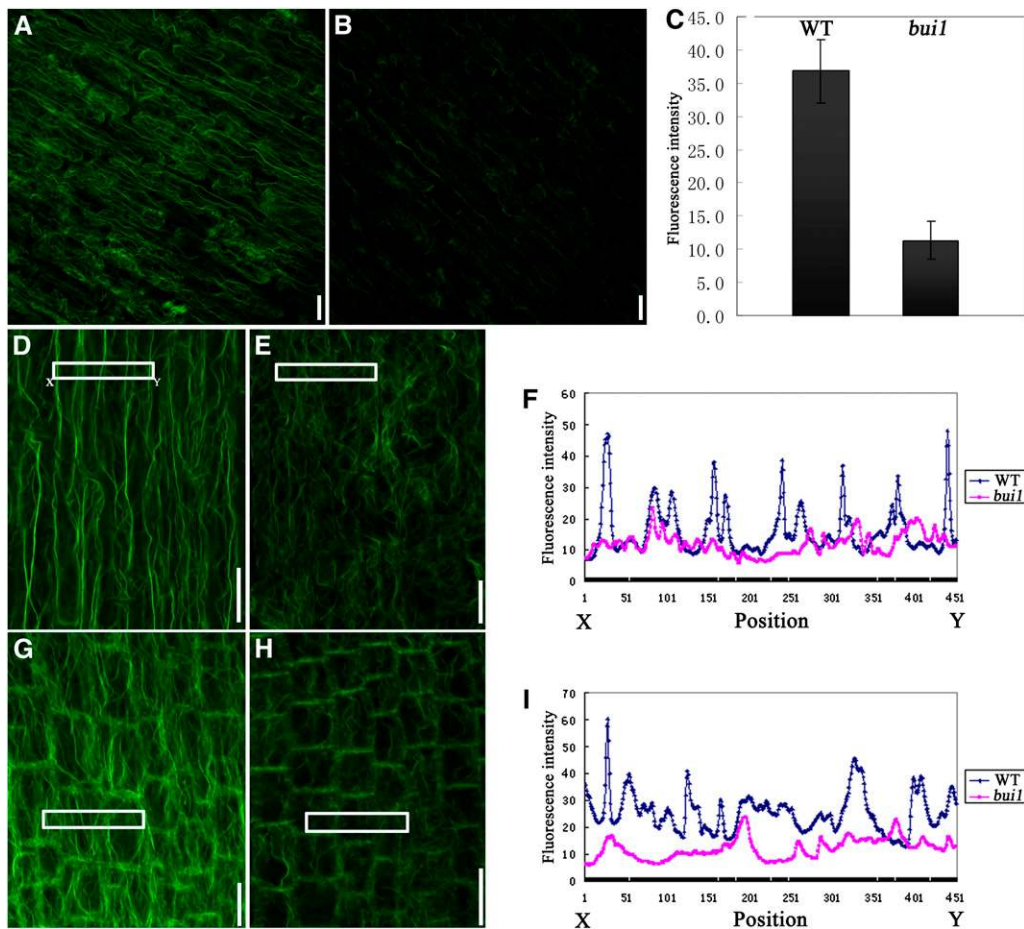 A
B
C
WT
bui1
Fluorescence intensity
45.0
40.0
35.0
30.0
25.0
20.0
15.0
10.0
5.0
0.0
D
X
Y
E
F
Fluorescence intensity
60
50
40
30
20
10
0
1 51 101 151 201 251 301 351 401 451
X Position Y
WT
bui1
G
H
I
Fluorescence intensity
70
60
50
40
30
20
10
0
1 51 101 151 201 251 301 351 401 451
X Position Y
WT
bui1